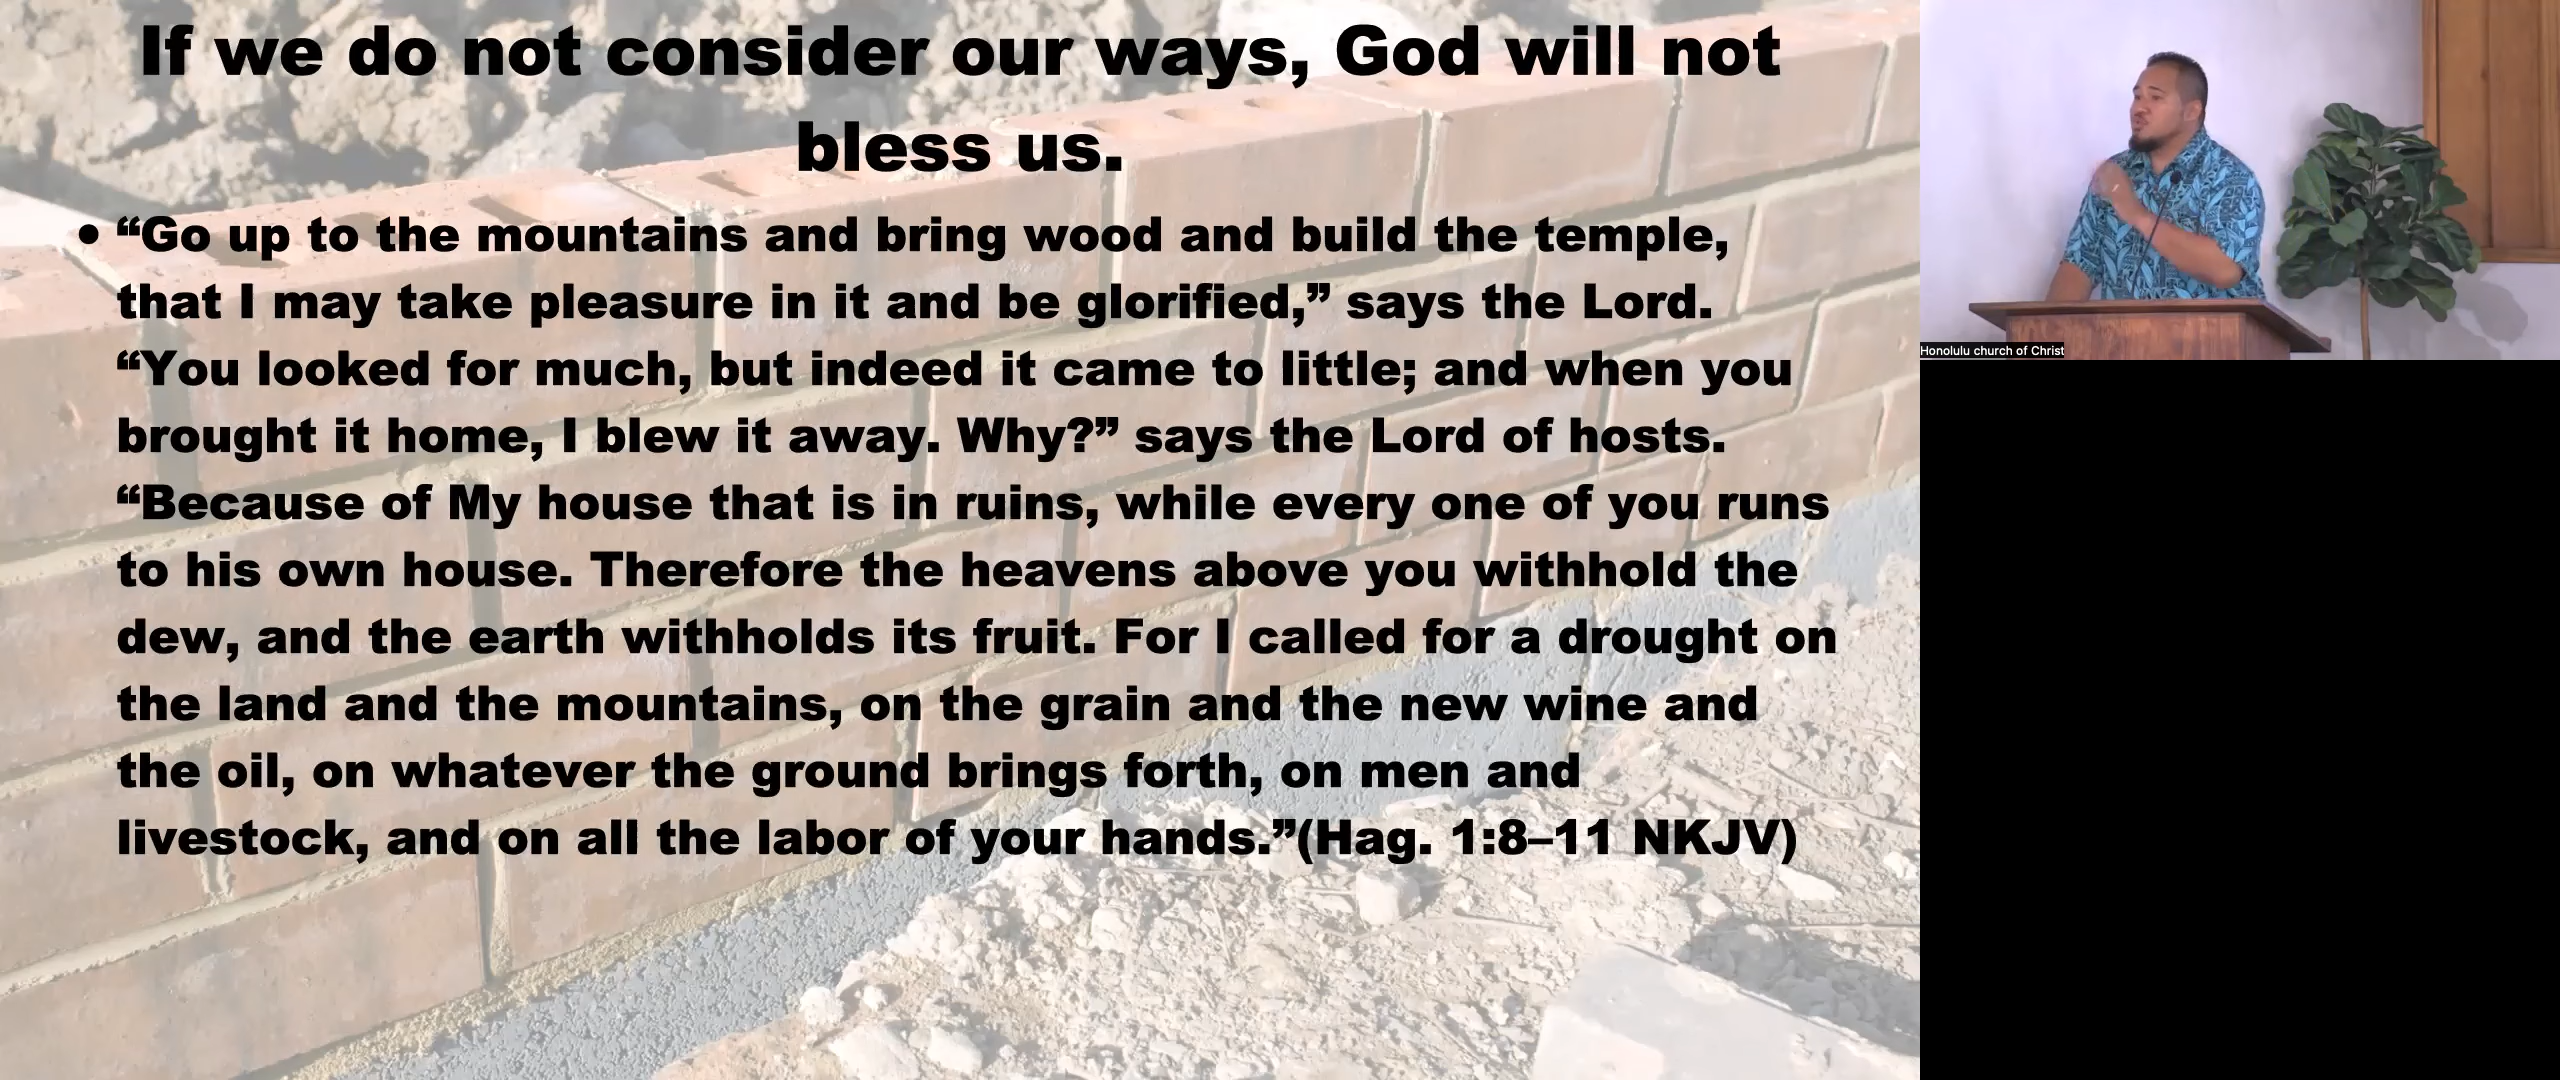 If we do not consider our ways, God will not
bless us.
• “Go up to the mountains and bring wood and build the temple,
that I may take pleasure in it and be glorified,” says the Lord.
“You looked for much, but indeed it came to little; and when you
brought it home, I blew it away. Why?” says the Lord of hosts.
“Because of My house that is in ruins, while every one of you runs
to his own house. Therefore the heavens above you withhold the
dew, and the earth withholds its fruit. For I called for a drought on
the land and the mountains, on the grain and the new wine and
the oil, on whatever the ground brings forth, on men and
livestock, and on all the labor of your hands.”(Hag. 1:8–11 NKJV)
Honolulu church of Christ